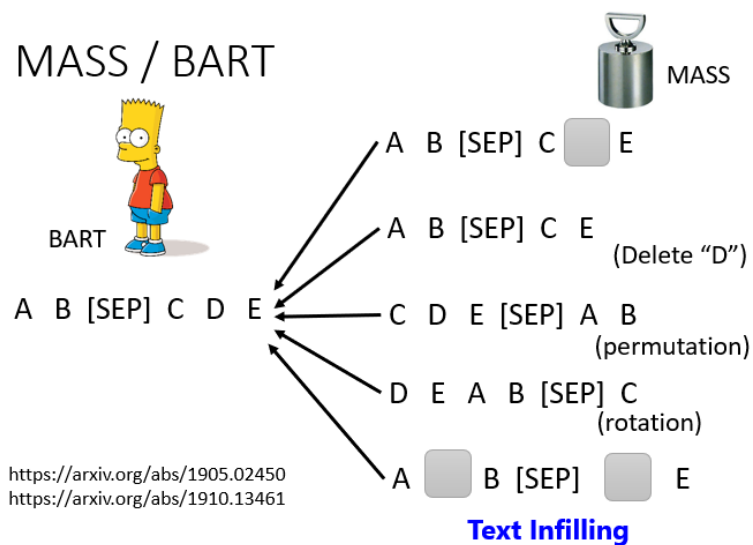 MASS / BART
MASS
A B [SEP] C E
BART
A B [SEP] C E
(Delete “D”)
A B [SEP] C D E
C D E [SEP] A B
(permutation)
D E A B [SEP] C
(rotation)
https://arxiv.org/abs/1905.02450
https://arxiv.org/abs/1910.13461
A B [SEP] E
Text Infilling